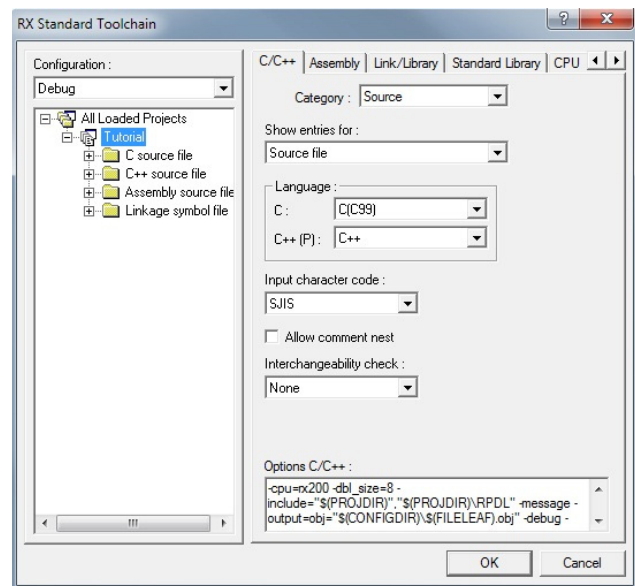 RX Standard Toolchain
Configuration :
Debug
All Loaded Projects
Tutorial
C source file
C++ source file
Assembly source file
Linkage symbol file
C/C++
Assembly
Link/Library
Standard Library
CPU
Category : Source
Show entries for :
Source file
Language :
C : C(C99)
C++ (P) : C++
Input character code :
SJIS
Allow comment nest
Interchangeability check :
None
Options C/C++ :
-cpu=rx200 -dbl_size=8 -
include="$(PROJDIR)","$(PROJDIR)\RPDL" -message -
output=obj="$(CONFIGDIR)\$(FILELEAF).obj" -debug -
OK
Cancel